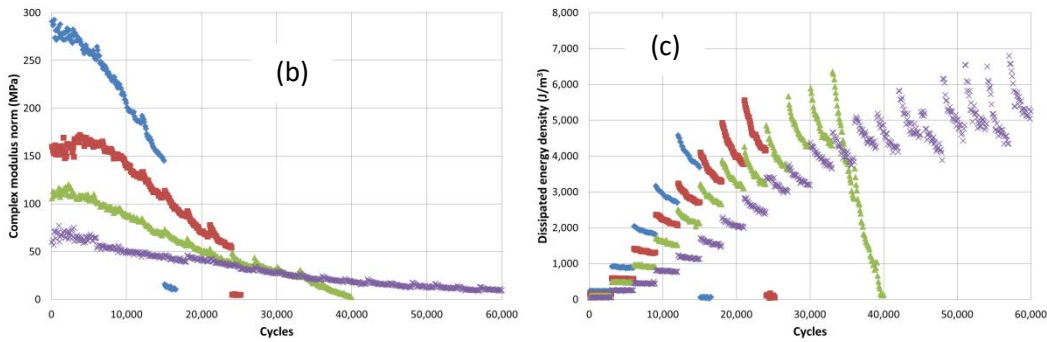 (b)
Complex modulus norm (MPa)
300
250
200
150
100
50
0
0 10,000 20,000 30,000 40,000 50,000 60,000
Cycles
(c)
Dissipated energy density (J/m³)
8,000
7,000
6,000
5,000
4,000
3,000
2,000
1,000
0
0 10,000 20,000 30,000 40,000 50,000 60,000
Cycles